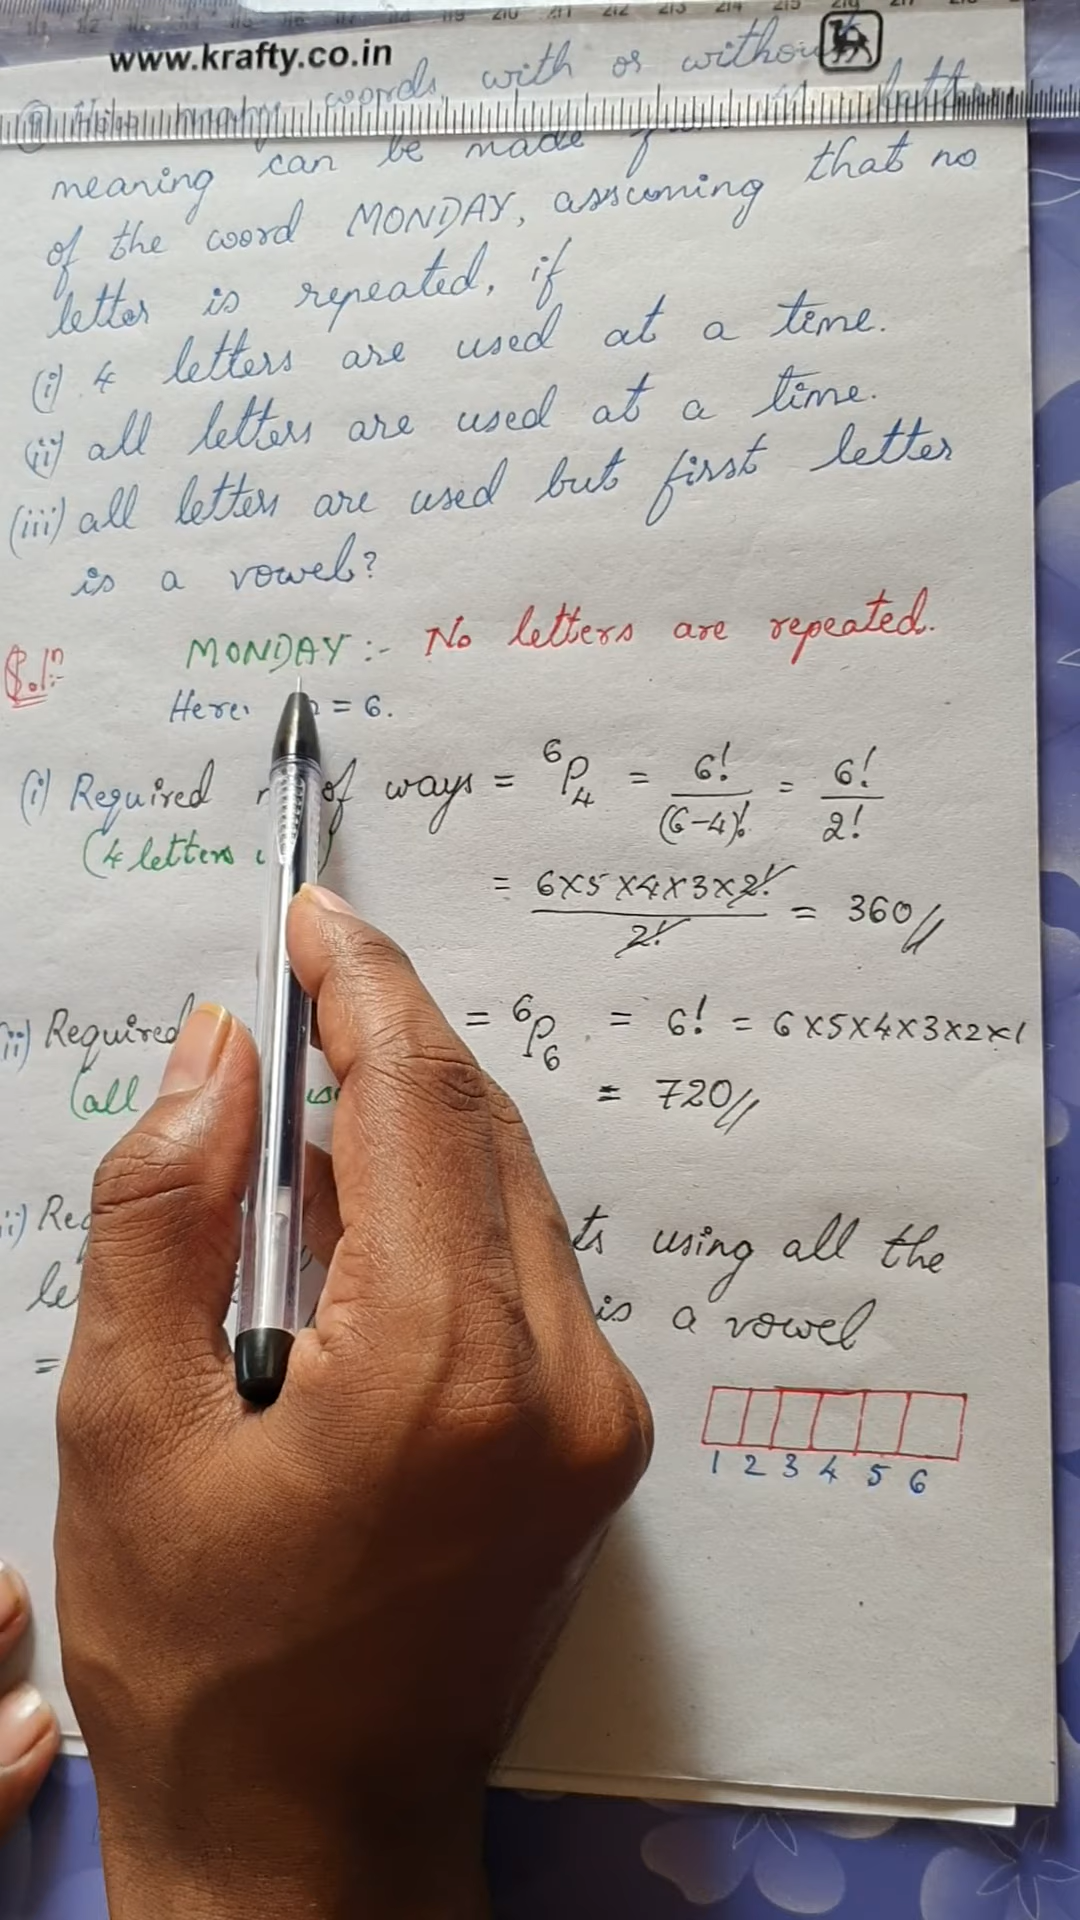 www.krafty.co.in
words, with or without
meaning can be made
of the word MONDAY, assuming that no
letter is repeated, if
(i) 4 letters are used at a time.
(ii) all letters are used at a time.
(iii) all letters are used but first letter
is a vowel?
Sol:- MONDAY :- No letters are repeated.
Here, = 6.
(i) Required of ways = ⁶P₄ = 6!/(6-4)! = 6!/2!
(4 letters
= 6×5×4×3×2!/2! = 360//
ii) Required = ⁶P₆ = 6! = 6×5×4×3×2×1
(all
= 720//
using all the
is a vowel
=
1 2 3 4 5 6